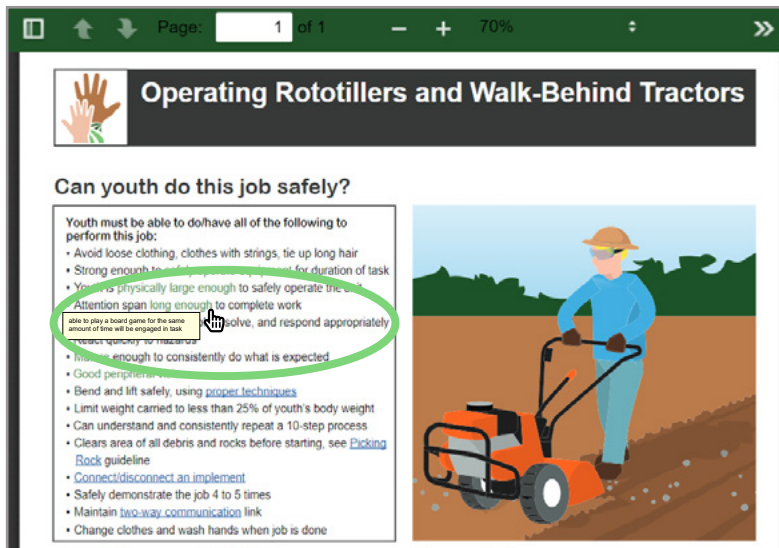 Page: 1 of 1 70%
Operating Rototillers and Walk-Behind Tractors
Can youth do this job safely?
Youth must be able to do/have all of the following to
perform this job:
• Avoid loose clothing, clothes with strings, tie up long hair
• Strong enough to safely operate equipment for duration of task
• Youth is physically large enough to safely operate the unit
• Attention span long enough to complete work
able to play a board game for the same
amount of time will be engaged in task
solve, and respond appropriately
• React quickly to hazards
• Mature enough to consistently do what is expected
• Good peripheral
• Bend and lift safely, using proper techniques
• Limit weight carried to less than 25% of youth's body weight
• Can understand and consistently repeat a 10-step process
• Clears area of all debris and rocks before starting, see Picking
Rock guideline
• Connect/disconnect an implement
• Safely demonstrate the job 4 to 5 times
• Maintain two-way communication link
• Change clothes and wash hands when job is done